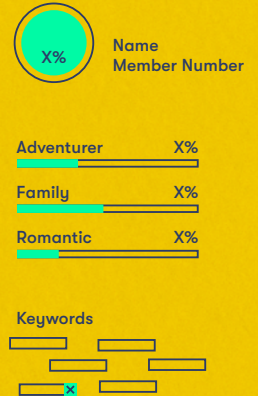 X%
Name
Member Number
Adventurer X%
Family X%
Romantic X%
Keywords
X